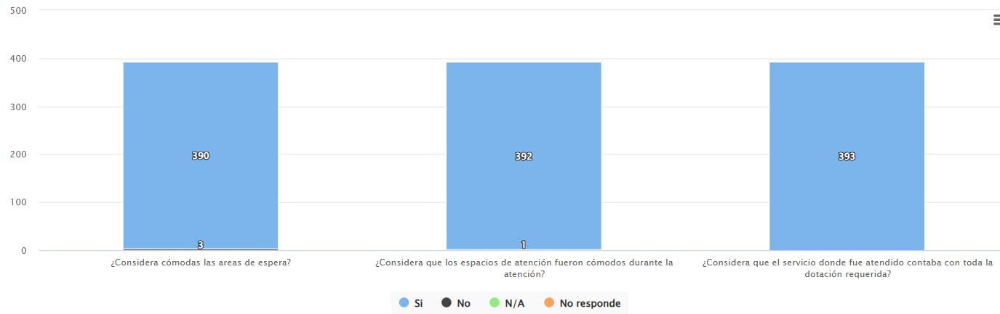 500
400
300
200
100
0
390
3
392
1
393
¿Considera cómodas las areas de espera?
¿Considera que los espacios de atención fueron cómodos durante la
atención?
¿Considera que el servicio donde fue atendido contaba con toda la
dotación requerida?
Si No N/A No responde